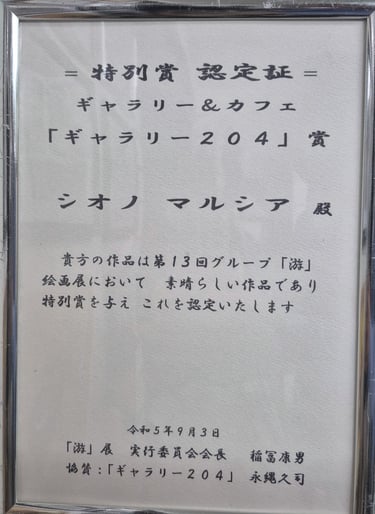 = 特別賞 認定証 =
ギャラリー＆カフェ
「ギャラリー２０４」賞
シオノ マルシア 殿
貴方の作品は第１３回グループ「游」
絵画展において　素晴らしい作品であり
特別賞を与え これを認定いたします
令和５年９月３日
「游」展　実行委員会会長　稲冨康男
協賛：「ギャラリー２０４」　永縄久司